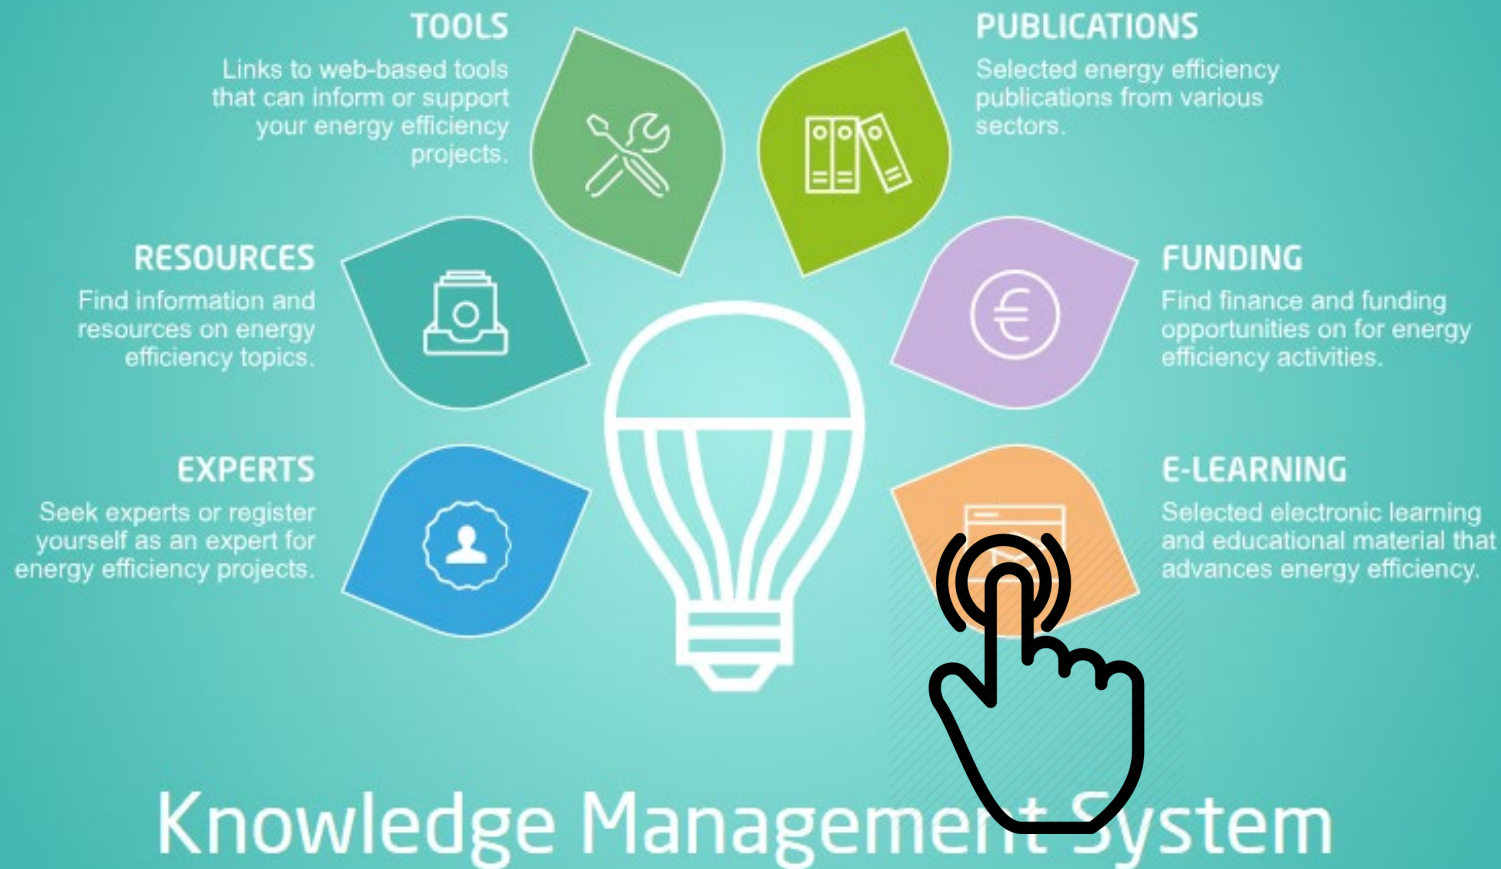 TOOLS
Links to web-based tools
that can inform or support
your energy efficiency
projects.
PUBLICATIONS
Selected energy efficiency
publications from various
sectors.
RESOURCES
Find information and
resources on energy
efficiency topics.
FUNDING
Find finance and funding
opportunities on for energy
efficiency activities.
EXPERTS
Seek experts or register
yourself as an expert for
energy efficiency projects.
E-LEARNING
Selected electronic learning
and educational material that
advances energy efficiency.
Knowledge Management System